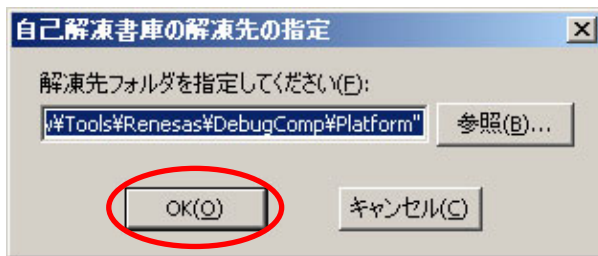 自己解凍書庫の解凍先の指定
解凍先フォルダを指定してください(F):
¥Tools¥Renesas¥DebugComp¥Platform"
参照(B)...
OK(O)
キャンセル(C)